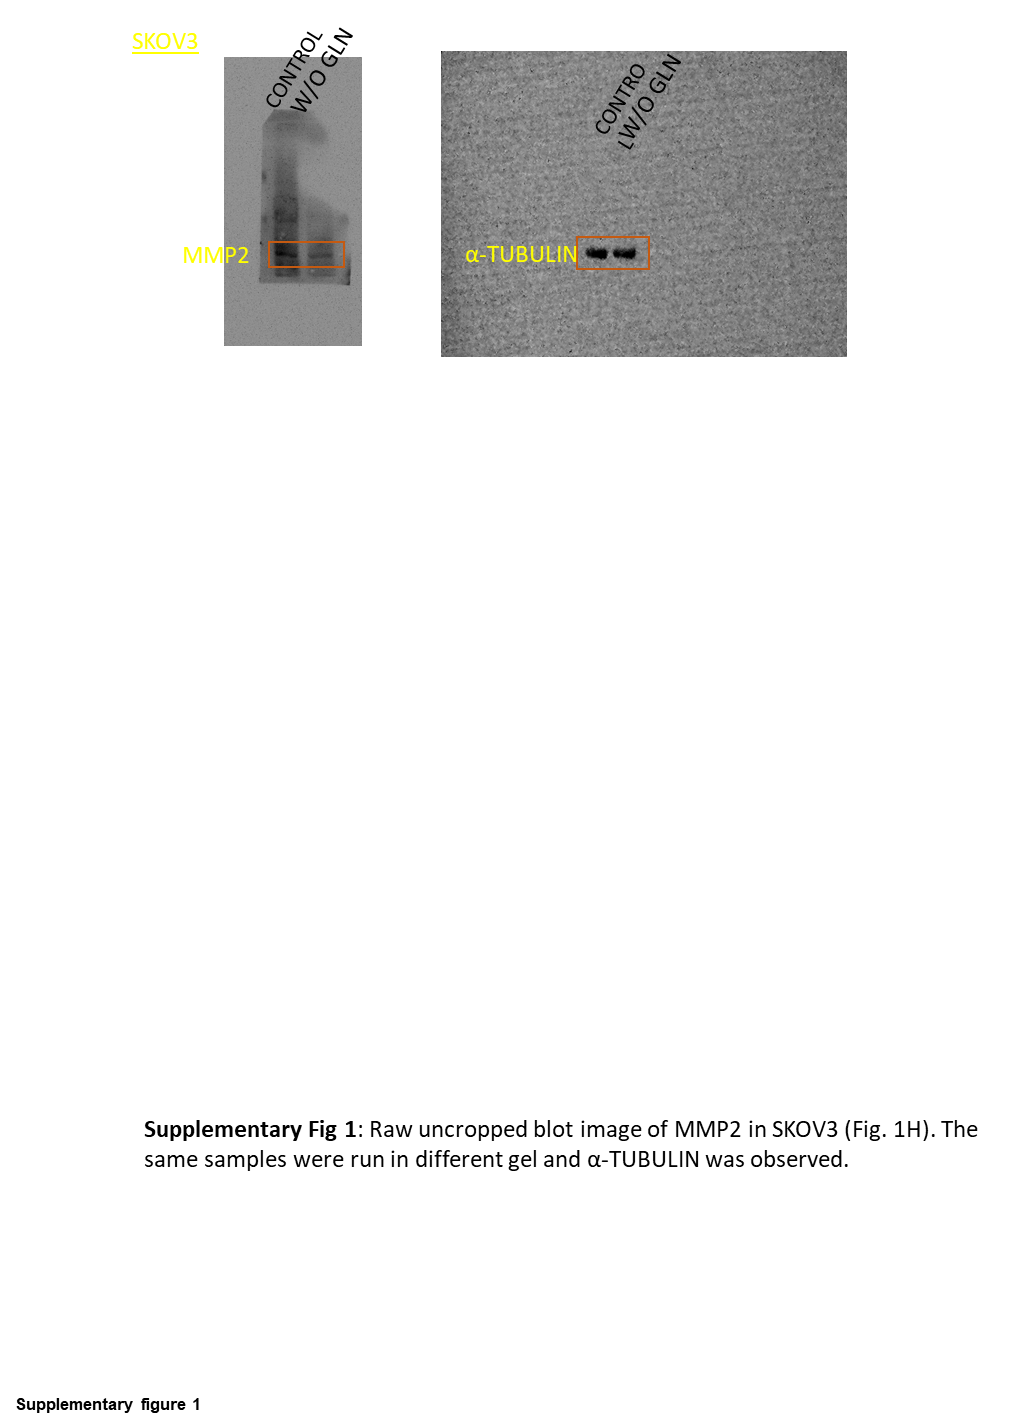 SKOV3
CONTROL
W/O GLN
CONTRO
L W/O GLN
MMP2
α-TUBULIN
Supplementary Fig 1: Raw uncropped blot image of MMP2 in SKOV3 (Fig. 1H). The
same samples were run in different gel and α-TUBULIN was observed.
Supplementary figure 1